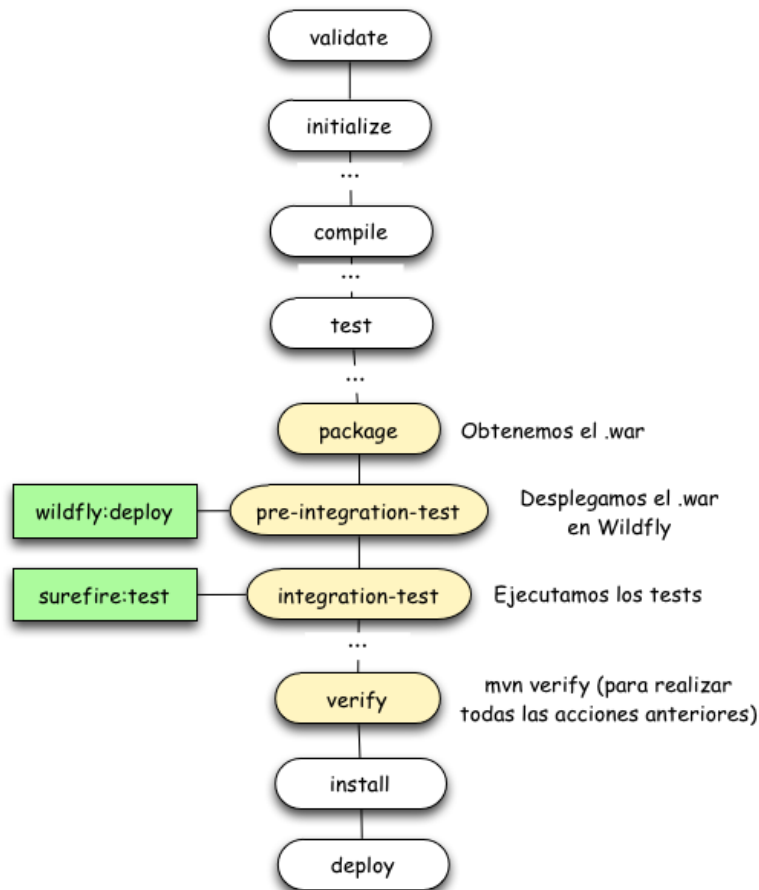 validate
initialize
...
compile
...
test
...
package
Obtenemos el .war
wildfly:deploy
pre-integration-test
Desplegamos el .war
en Wildfly
surefire:test
integration-test
Ejecutamos los tests
...
verify
mvn verify (para realizar
todas las acciones anteriores)
install
deploy